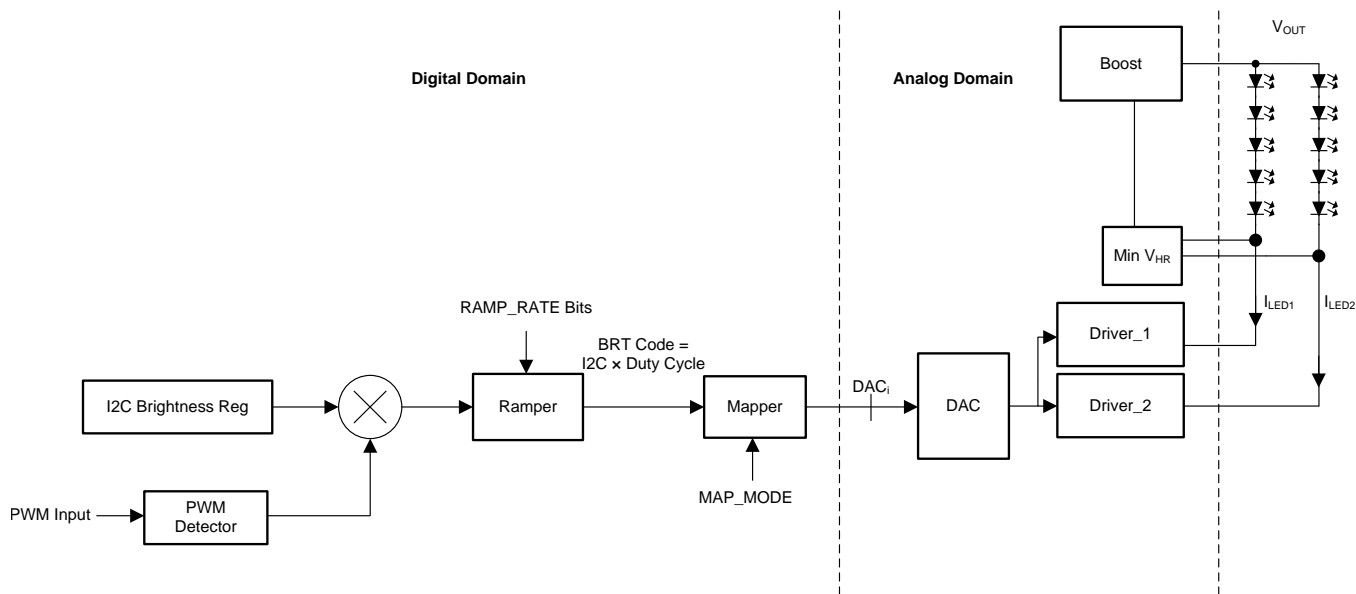 Digital Domain
Analog Domain
Boost
VOUT
Min VHR
ILED1
ILED2
RAMP_RATE Bits
BRT Code =
I2C × Duty Cycle
I2C Brightness Reg
Ramper
Mapper
DACi
DAC
Driver_1
Driver_2
MAP_MODE
PWM Input
PWM
Detector